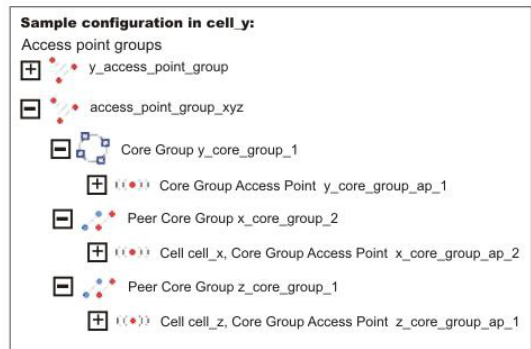 Sample configuration in cell_y:
Access point groups
y_access_point_group
access_point_group_xyz
Core Group y_core_group_1
Core Group Access Point y_core_group_ap_1
Peer Core Group x_core_group_2
Cell cell_x, Core Group Access Point x_core_group_ap_2
Peer Core Group z_core_group_1
Cell cell_z, Core Group Access Point z_core_group_ap_1